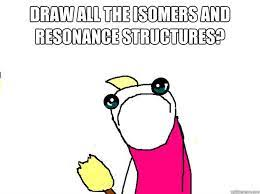 DRAW ALL THE ISOMERS AND
RESONANCE STRUCTURES?